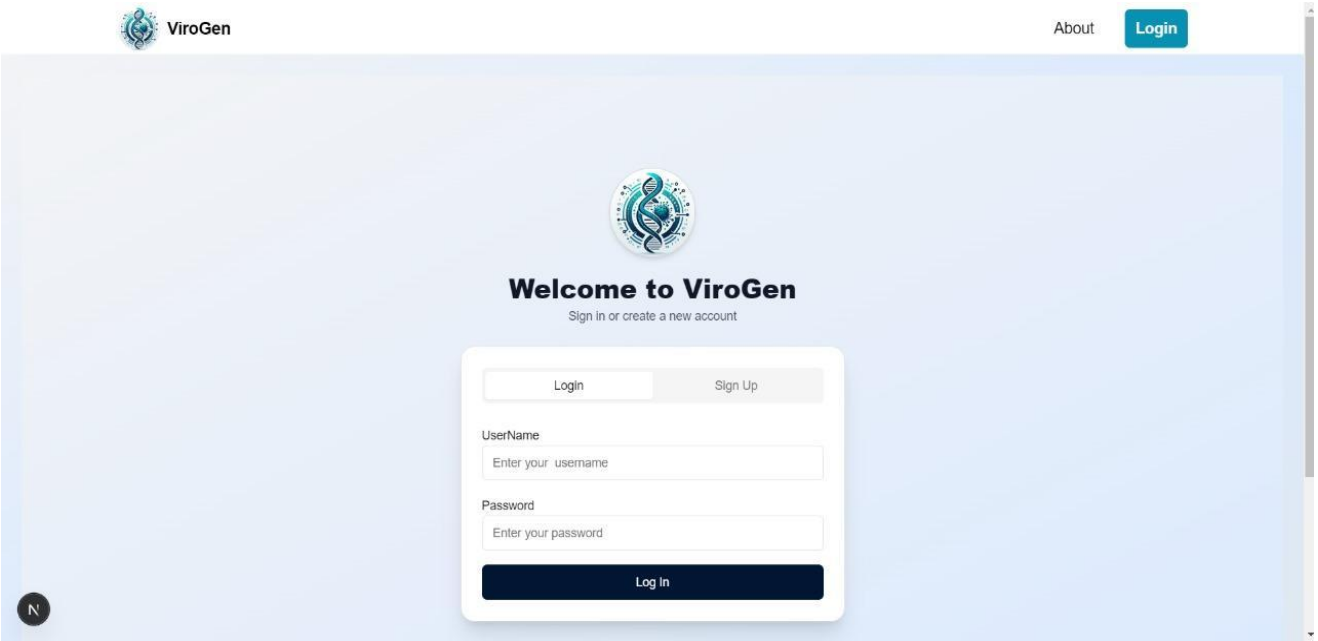 ViroGen About Login
Welcome to ViroGen
Sign in or create a new account
Login Sign Up
UserName
Enter your username
Password
Enter your password
Log In
N